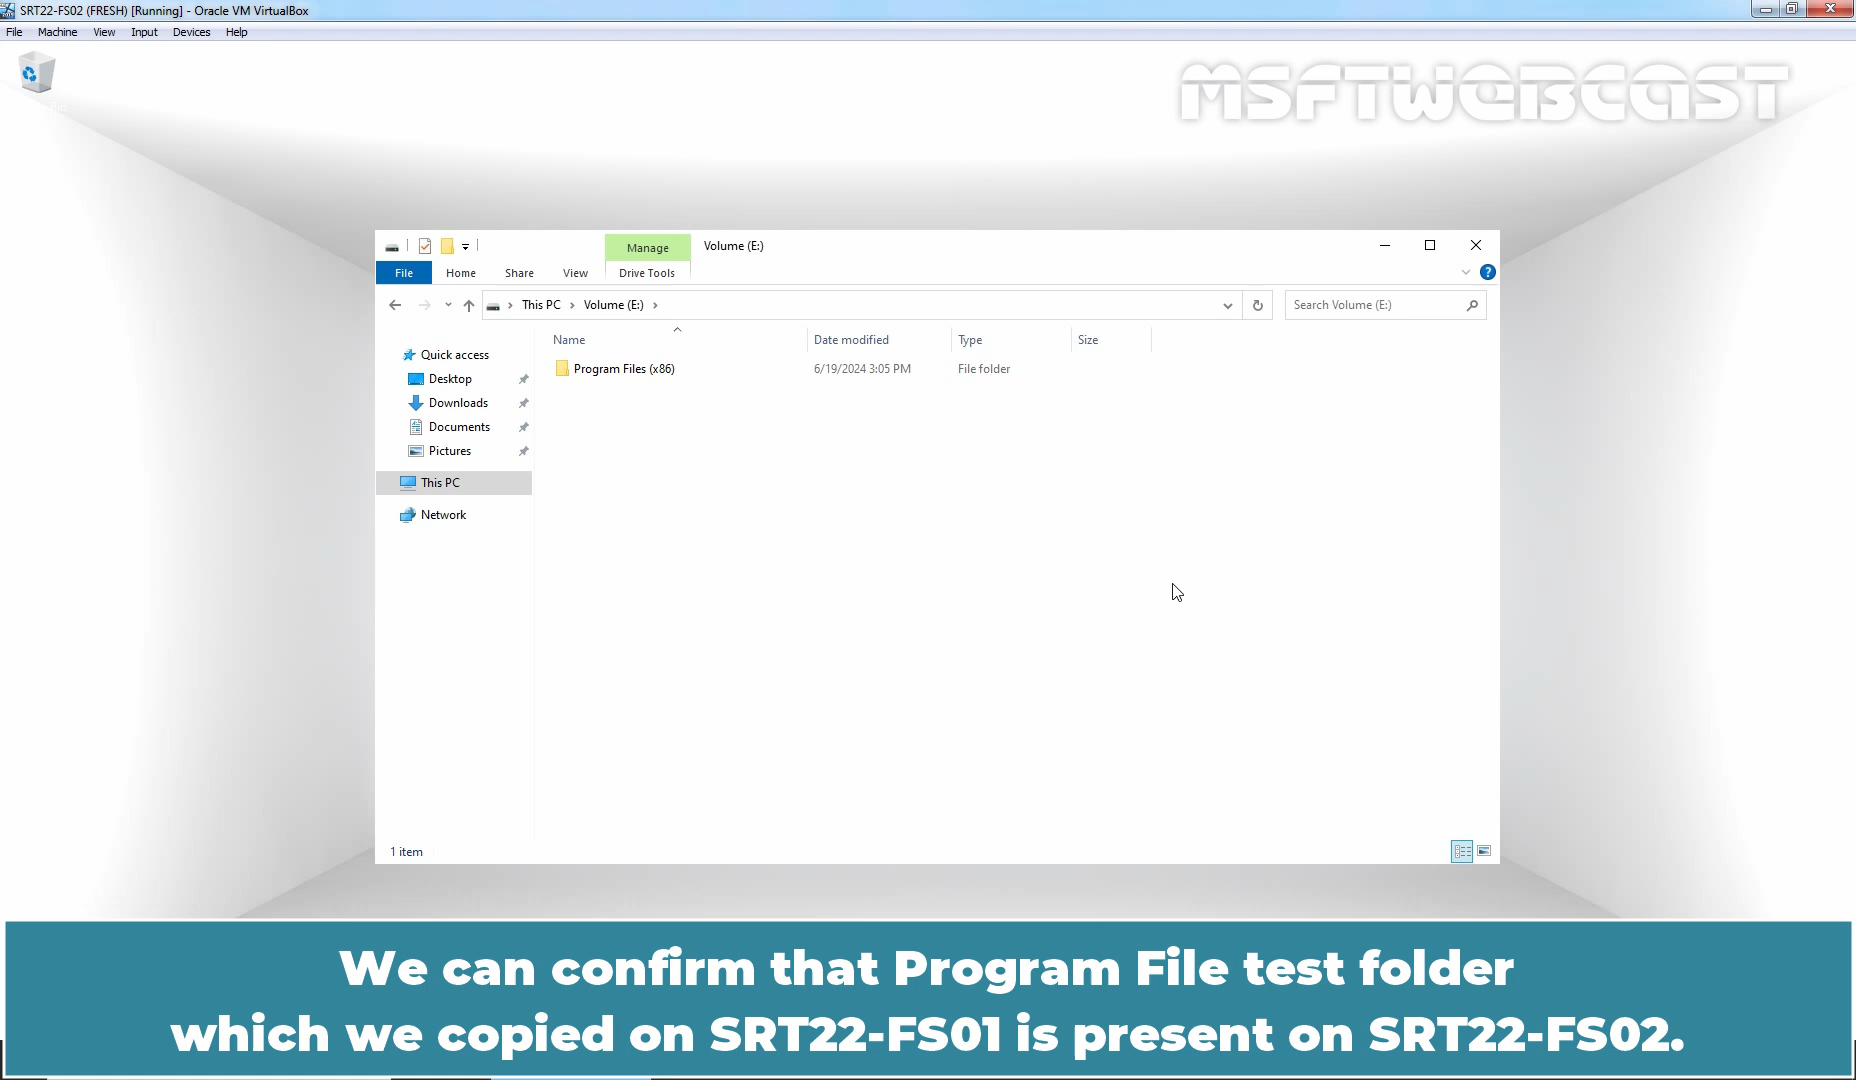 SRT22-FS02 (FRESH) [Running] - Oracle VM VirtualBox
File Machine View Input Devices Help
MSFTWEBCAST
Manage Volume (E:)
File Home Share View Drive Tools
This PC Volume (E:) Search Volume (E:)
Name Date modified Type Size
Quick access
Program Files (x86) 6/19/2024 3:05 PM File folder
Desktop
Downloads
Documents
Pictures
This PC
Network
1 item
We can confirm that Program File test folder
which we copied on SRT22-FS01 is present on SRT22-FS02.